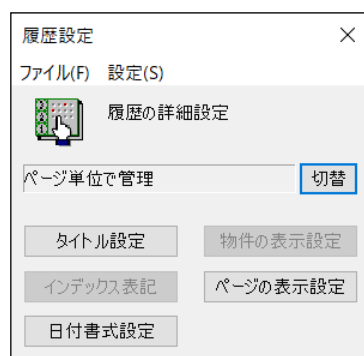 履歴設定
ファイル(F) 設定(S)
履歴の詳細設定
ページ単位で管理 切替
タイトル設定 物件の表示設定
インデックス表記 ページの表示設定
日付書式設定